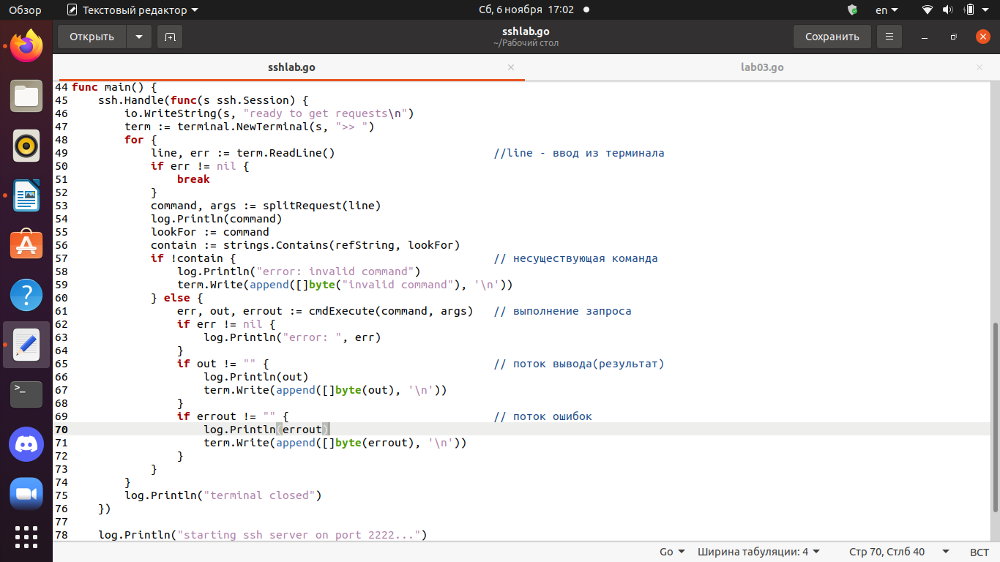 Обзор
Текстовый редактор
Сб, 6 ноября 17:02
en
Открыть
sshlab.go
~/Рабочий стол
Сохранить
sshlab.go
lab03.go
44 func main() {
45 ssh.Handle(func(s ssh.Session) {
46 io.WriteString(s, "ready to get requests\n")
47 term := terminal.NewTerminal(s, ">> ")
48 for {
49 line, err := term.ReadLine() //line - ввод из терминала
50 if err != nil {
51 break
52 }
53 command, args := splitRequest(line)
54 log.Println(command)
55 lookFor := command
56 contain := strings.Contains(refString, lookFor)
57 if !contain { // несуществующая команда
58 log.Println("error: invalid command")
59 term.Write(append([]byte("invalid command"), '\n'))
60 } else {
61 err, out, errout := cmdExecute(command, args) // выполнение запроса
62 if err != nil {
63 log.Println("error: ", err)
64 }
65 if out != "" { // поток вывода(результат)
66 log.Println(out)
67 term.Write(append([]byte(out), '\n'))
68 }
69 if errout != "" { // поток ошибок
70 log.Println(errout)
71 term.Write(append([]byte(errout), '\n'))
72 }
73 }
74 }
75 log.Println("terminal closed")
76 })
77
78 log.Println("starting ssh server on port 2222...")
Go
Ширина табуляции: 4
Стр 70, Стлб 40
ВСТ